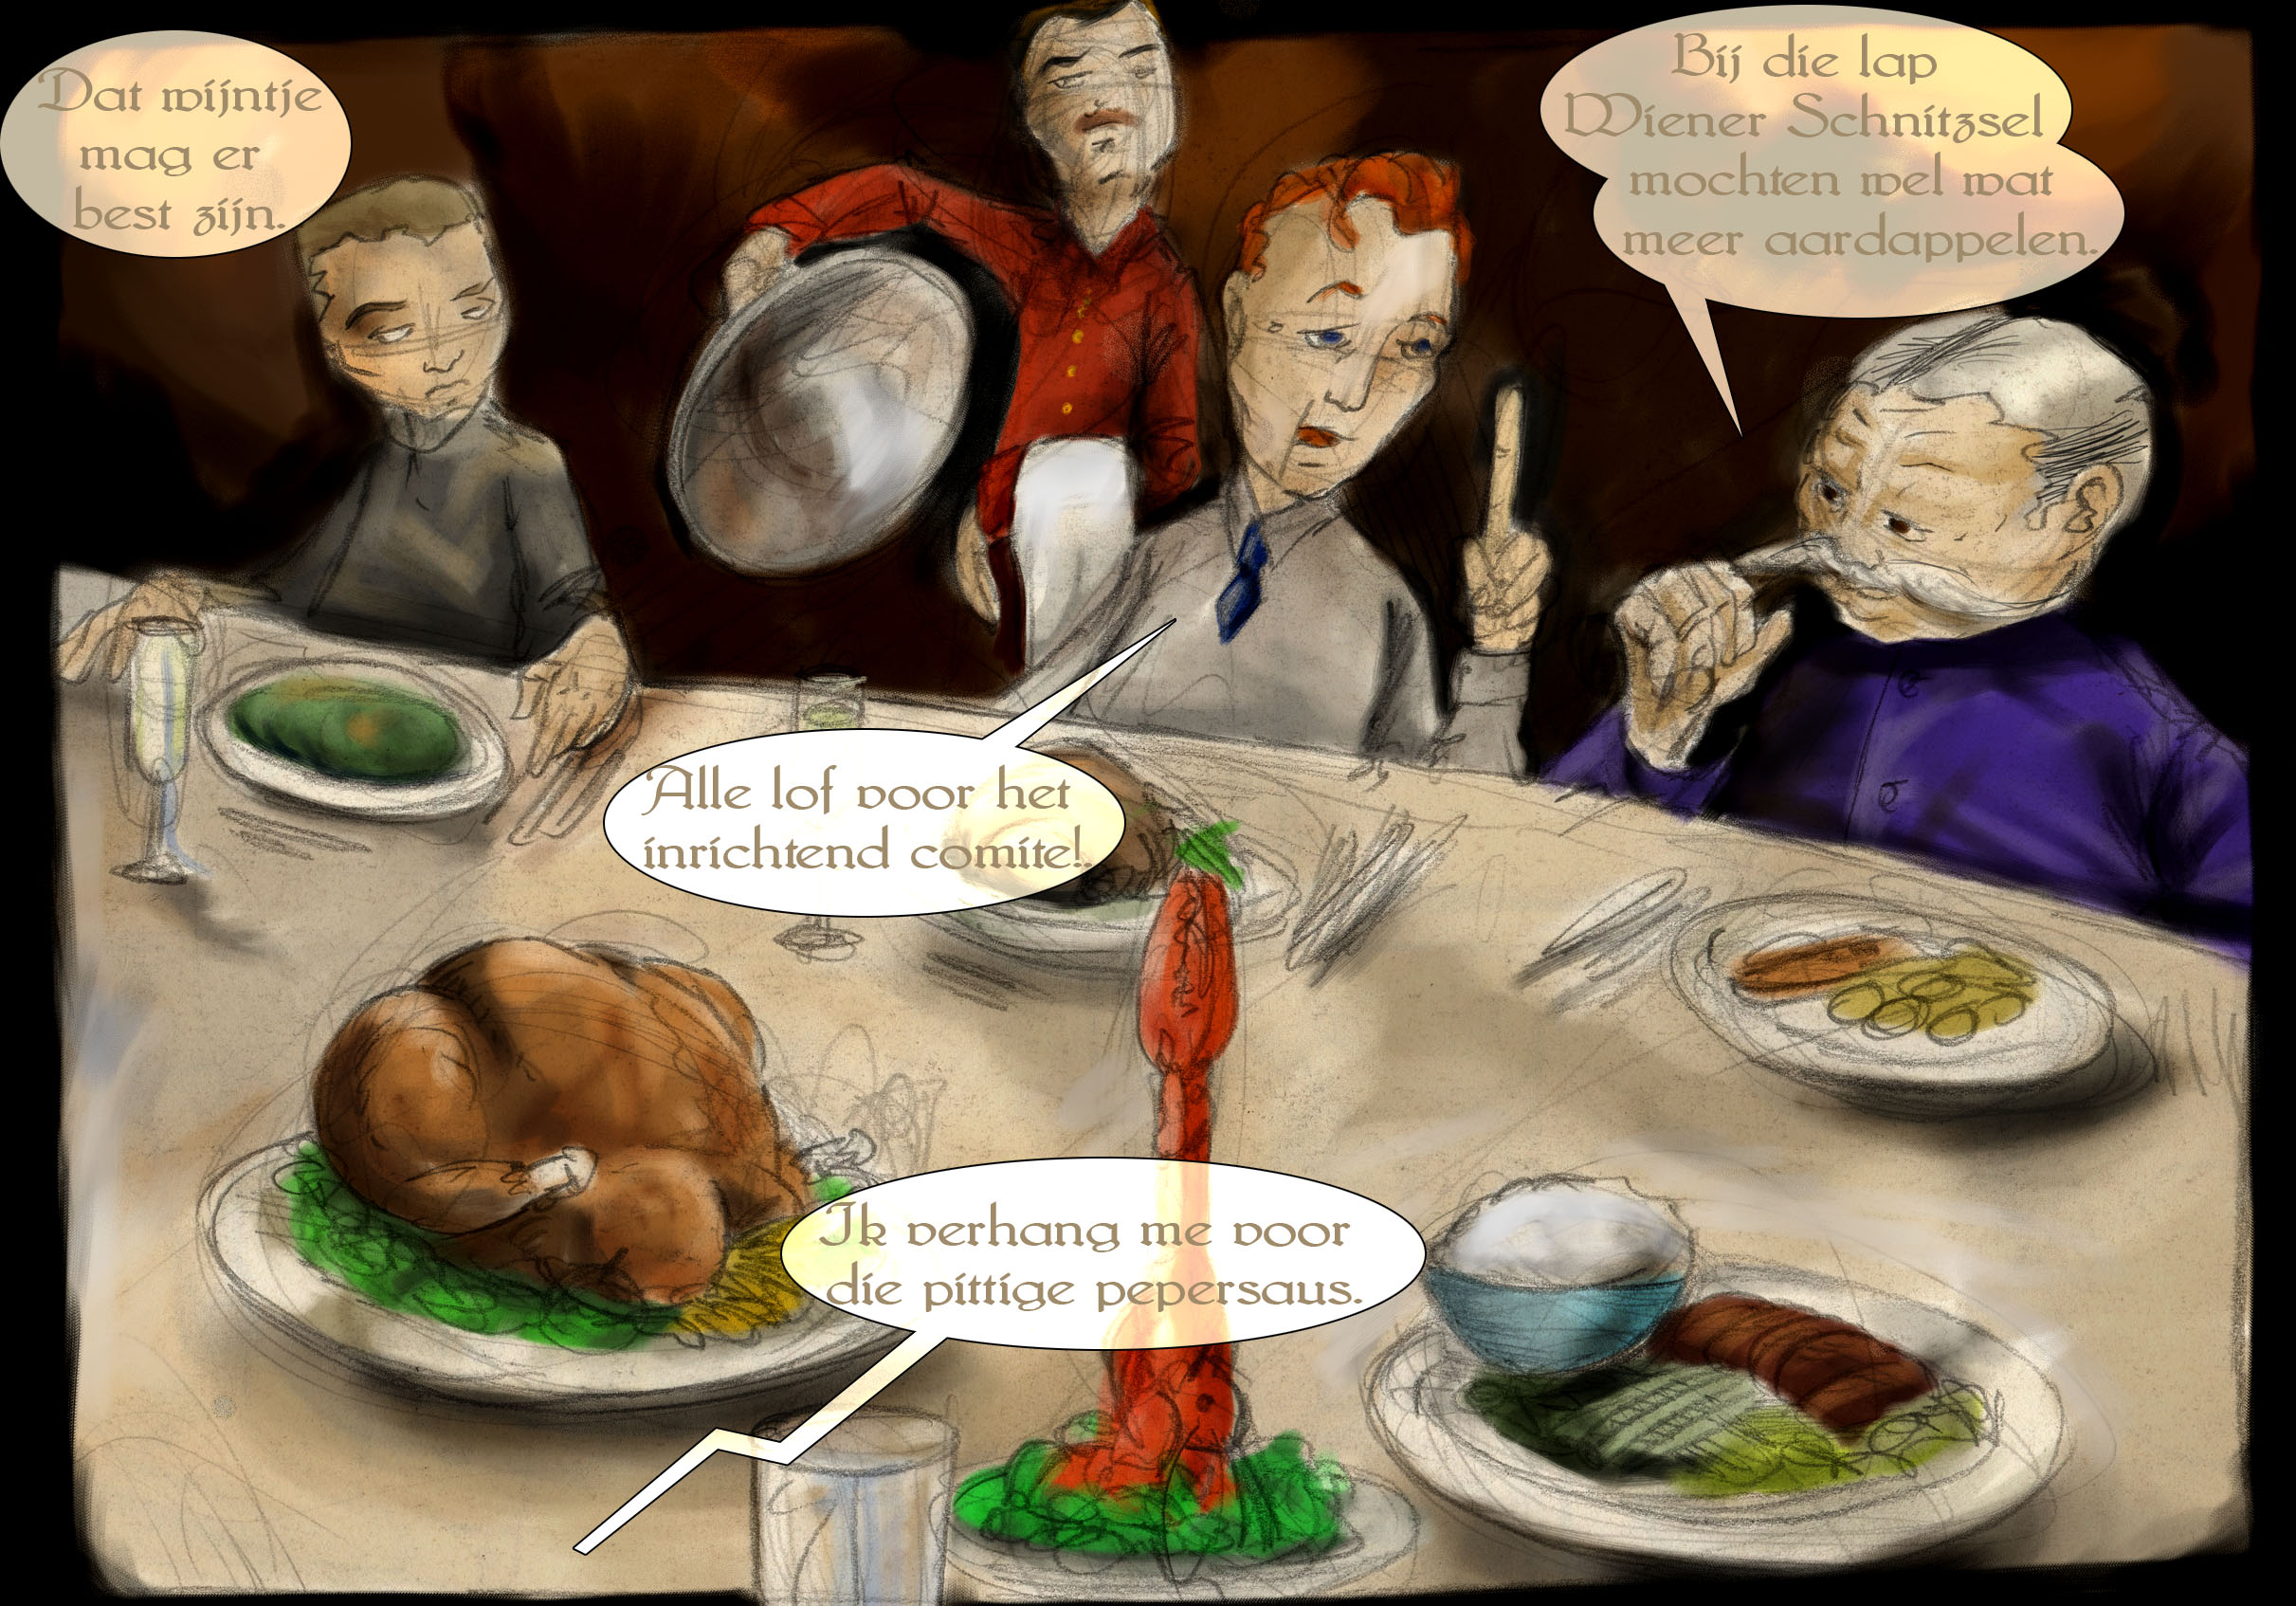 Dat wijntje
mag er
best zijn.
Bij die lap
Wiener Schnitzsel
mochten wel wat
meer aardappelen.
Alle lof voor het
inrichtend comite!.
Ik verhang me voor
die pittige pepersaus.